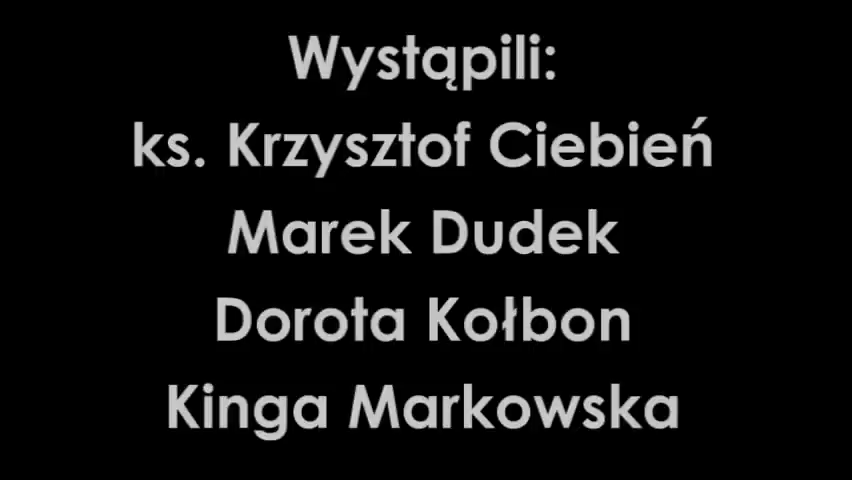 Wystąpili:
ks. Krzysztof Ciebień
Marek Dudek
Dorota Kołbon
Kinga Markowska